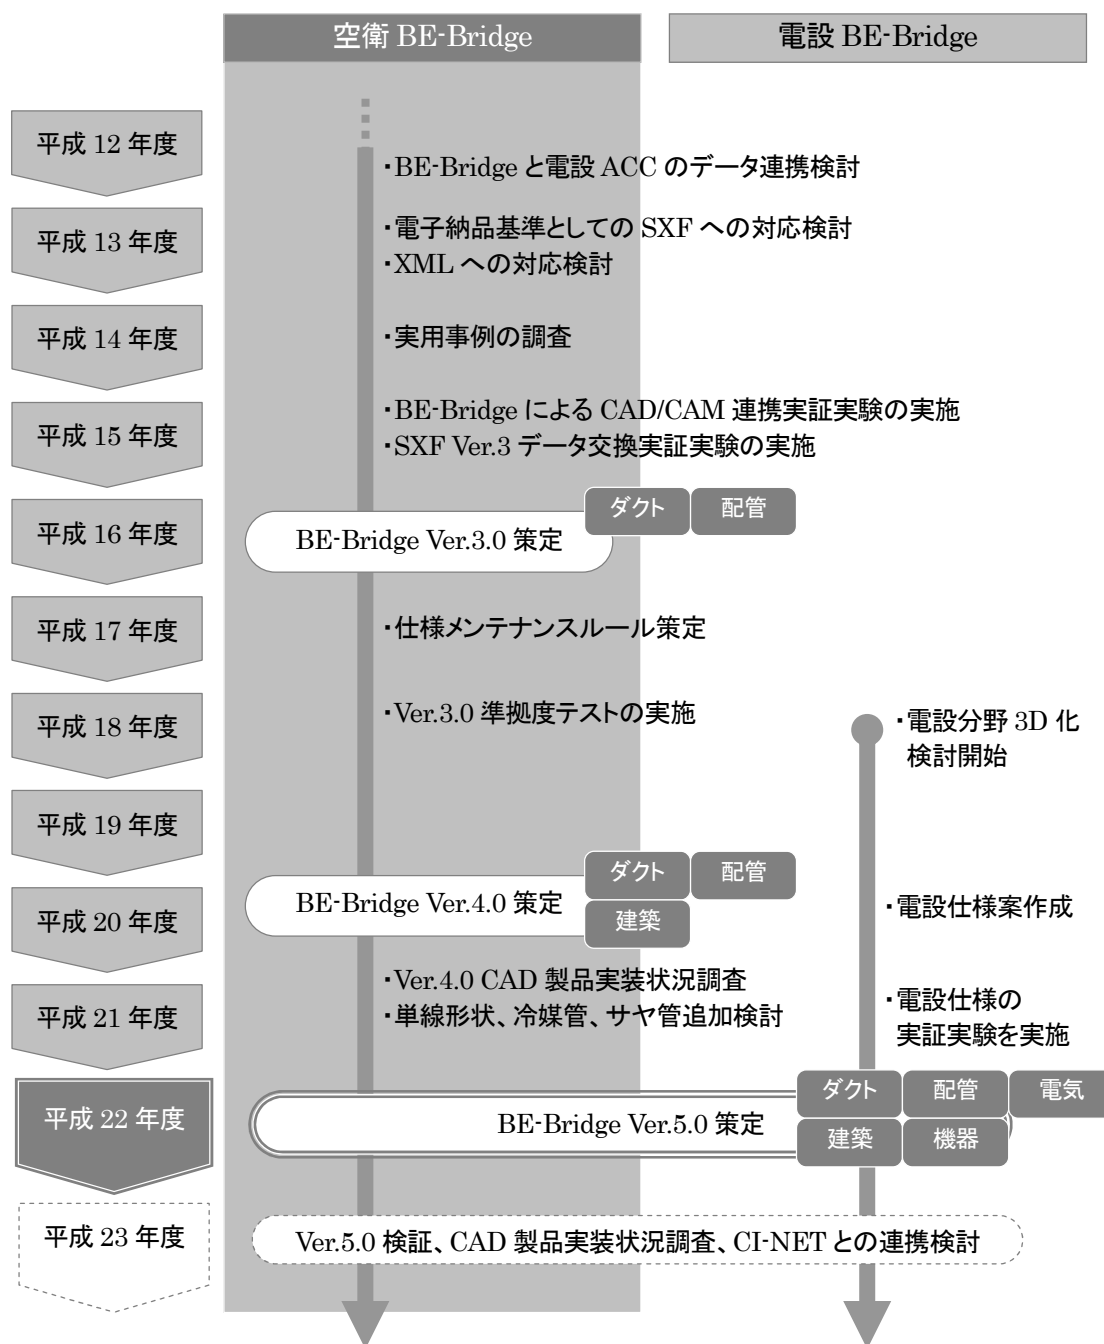 空衛 BE-Bridge
電設 BE-Bridge
平成 12 年度
・BE-Bridge と電設 ACC のデータ連携検討
平成 13 年度
・電子納品基準としての SXF への対応検討
・XML への対応検討
平成 14 年度
・実用事例の調査
平成 15 年度
・BE-Bridge による CAD/CAM 連携実証実験の実施
・SXF Ver.3 データ交換実証実験の実施
平成 16 年度
BE-Bridge Ver.3.0 策定
ダクト
配管
平成 17 年度
・仕様メンテナンスルール策定
平成 18 年度
・Ver.3.0 準拠度テストの実施
・電設分野 3D 化
検討開始
平成 19 年度
平成 20 年度
BE-Bridge Ver.4.0 策定
ダクト
配管
建築
・電設仕様案作成
平成 21 年度
・Ver.4.0 CAD 製品実装状況調査
・単線形状、冷媒管、サヤ管追加検討
・電設仕様の
実証実験を実施
平成 22 年度
BE-Bridge Ver.5.0 策定
ダクト
配管
電気
建築
機器
平成 23 年度
Ver.5.0 検証、CAD 製品実装状況調査、CI-NET との連携検討